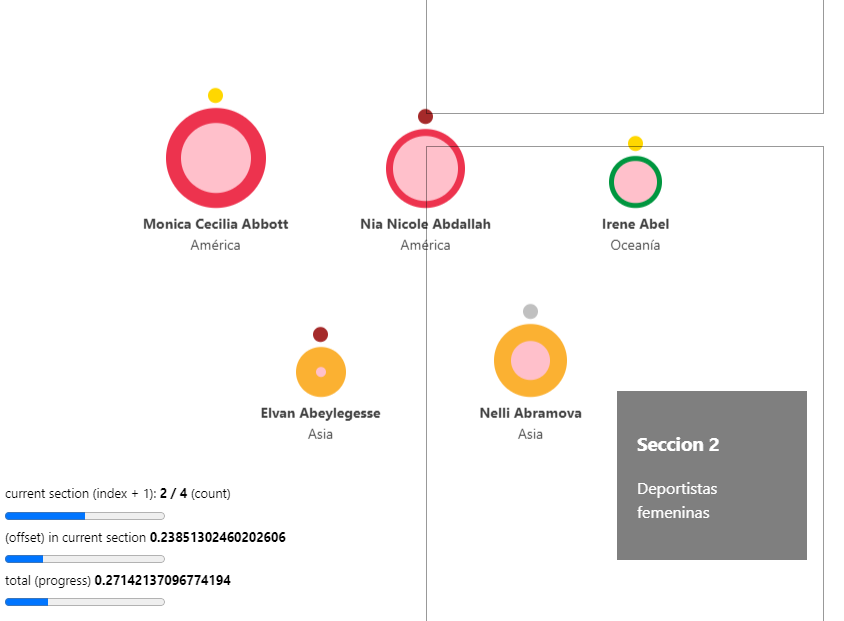 Monica Cecilia Abbott
América
Nia Nicole Abdallah
América
Irene Abel
Oceanía
Elvan Abeylegesse
Asia
Nelli Abramova
Asia
Seccion 2
Deportistas
femeninas
current section (index + 1): 2 / 4 (count)
(offset) in current section 0.23851302460202606
total (progress) 0.27142137096774194